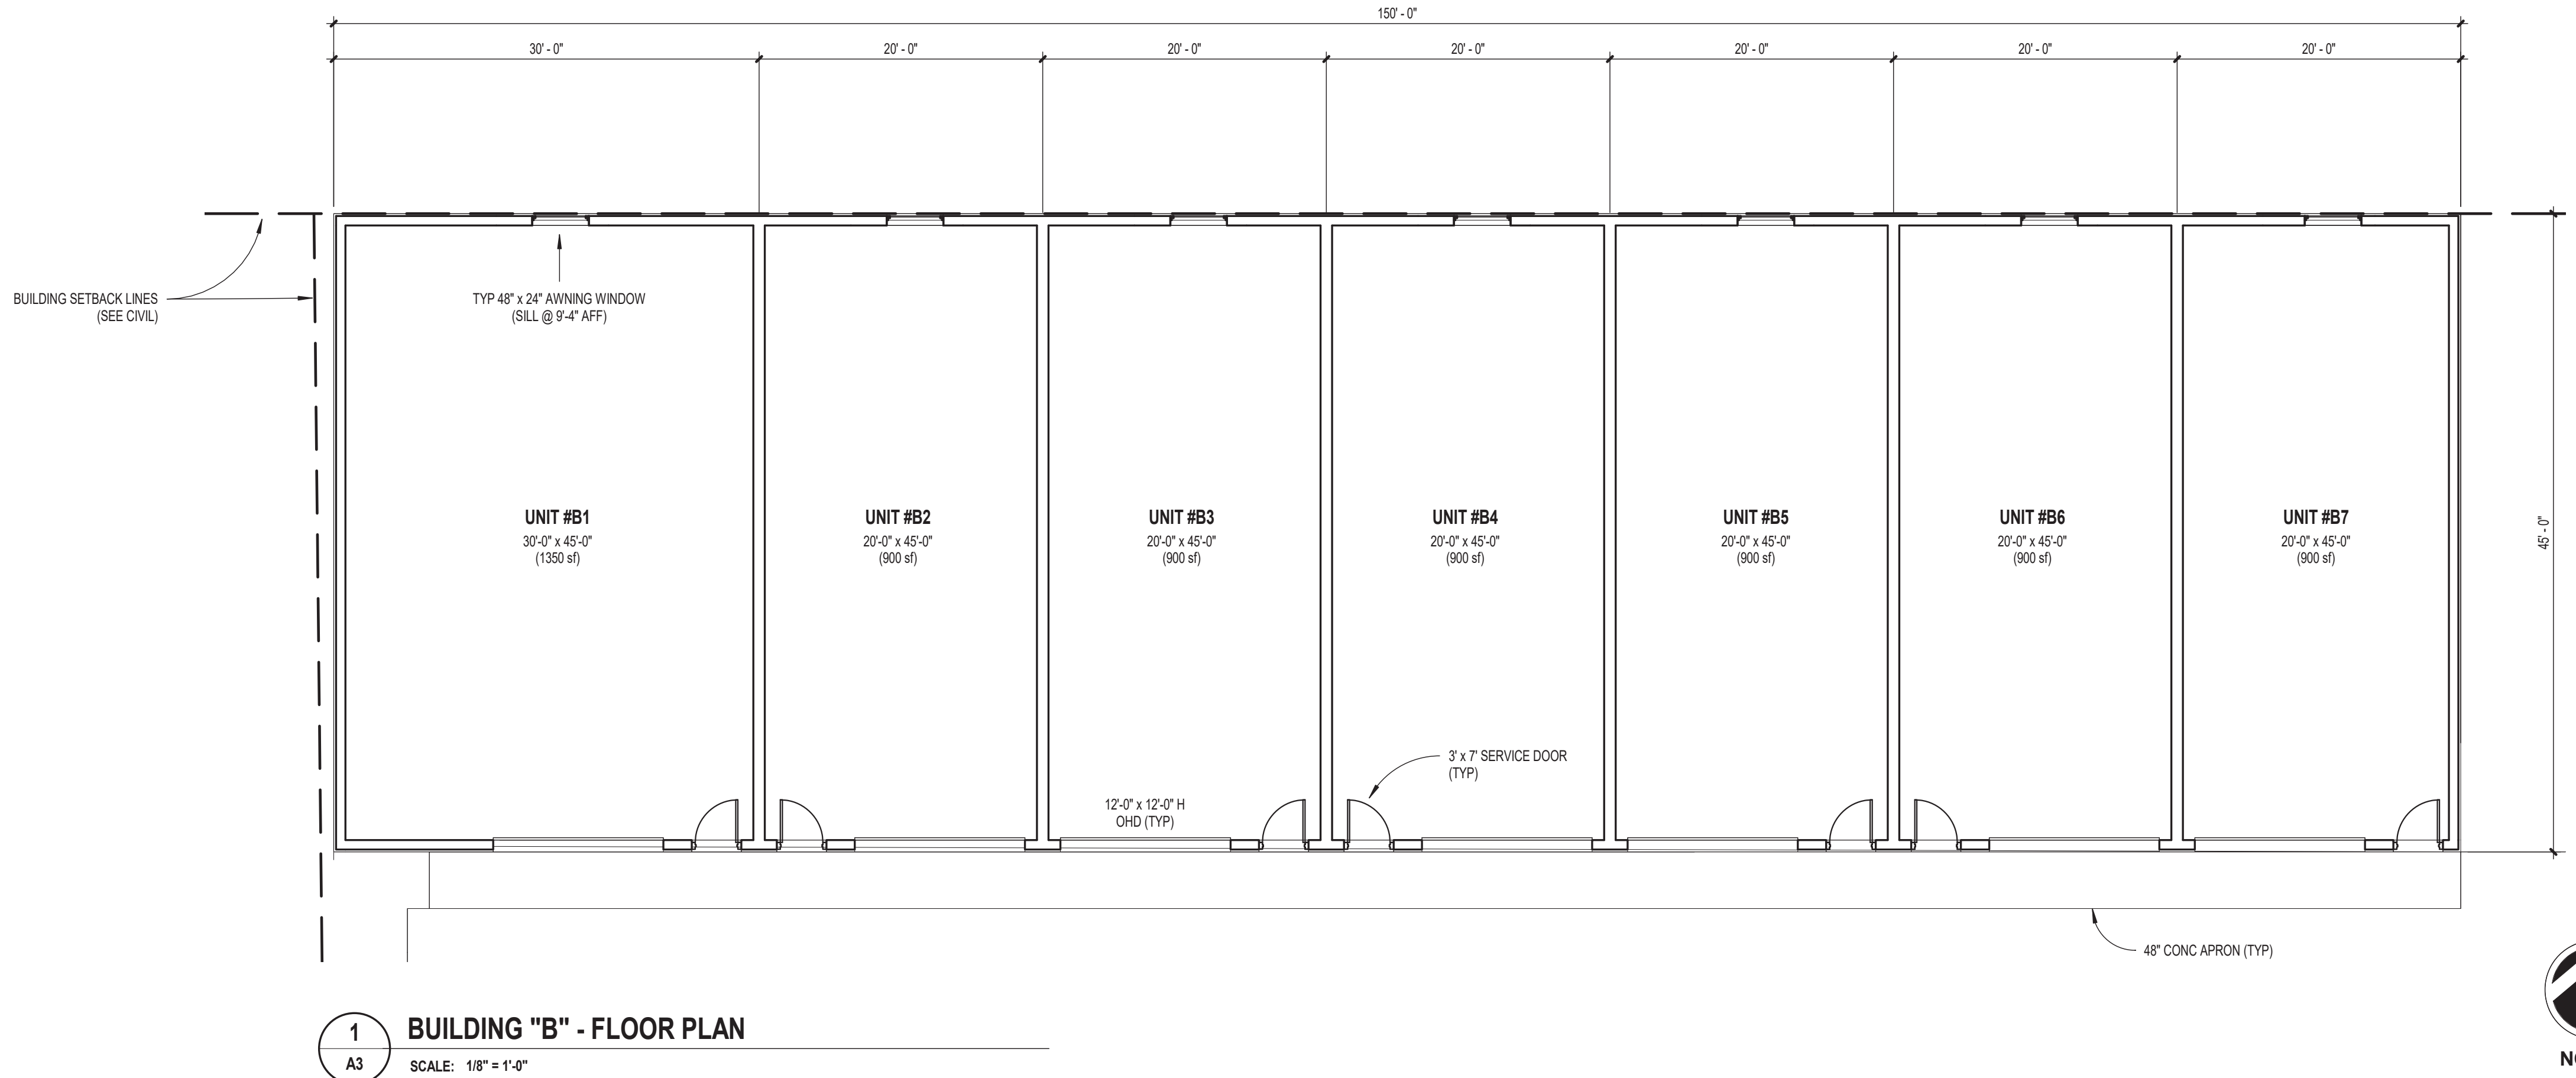 150' - 0"
30' - 0"
20' - 0"
20' - 0"
20' - 0"
20' - 0"
20' - 0"
20' - 0"
BUILDING SETBACK LINES
(SEE CIVIL)
TYP 48" x 24" AWNING WINDOW
(SILL @ 9'-4" AFF)
UNIT #B1
30'-0" x 45'-0"
(1350 sf)
UNIT #B2
20'-0" x 45'-0"
(900 sf)
UNIT #B3
20'-0" x 45'-0"
(900 sf)
UNIT #B4
20'-0" x 45'-0"
(900 sf)
UNIT #B5
20'-0" x 45'-0"
(900 sf)
UNIT #B6
20'-0" x 45'-0"
(900 sf)
UNIT #B7
20'-0" x 45'-0"
(900 sf)
45' - 0"
3' x 7' SERVICE DOOR
(TYP)
12'-0" x 12'-0" H
OHD (TYP)
48" CONC APRON (TYP)
1
A3
BUILDING "B" - FLOOR PLAN
SCALE: 1/8" = 1'-0"